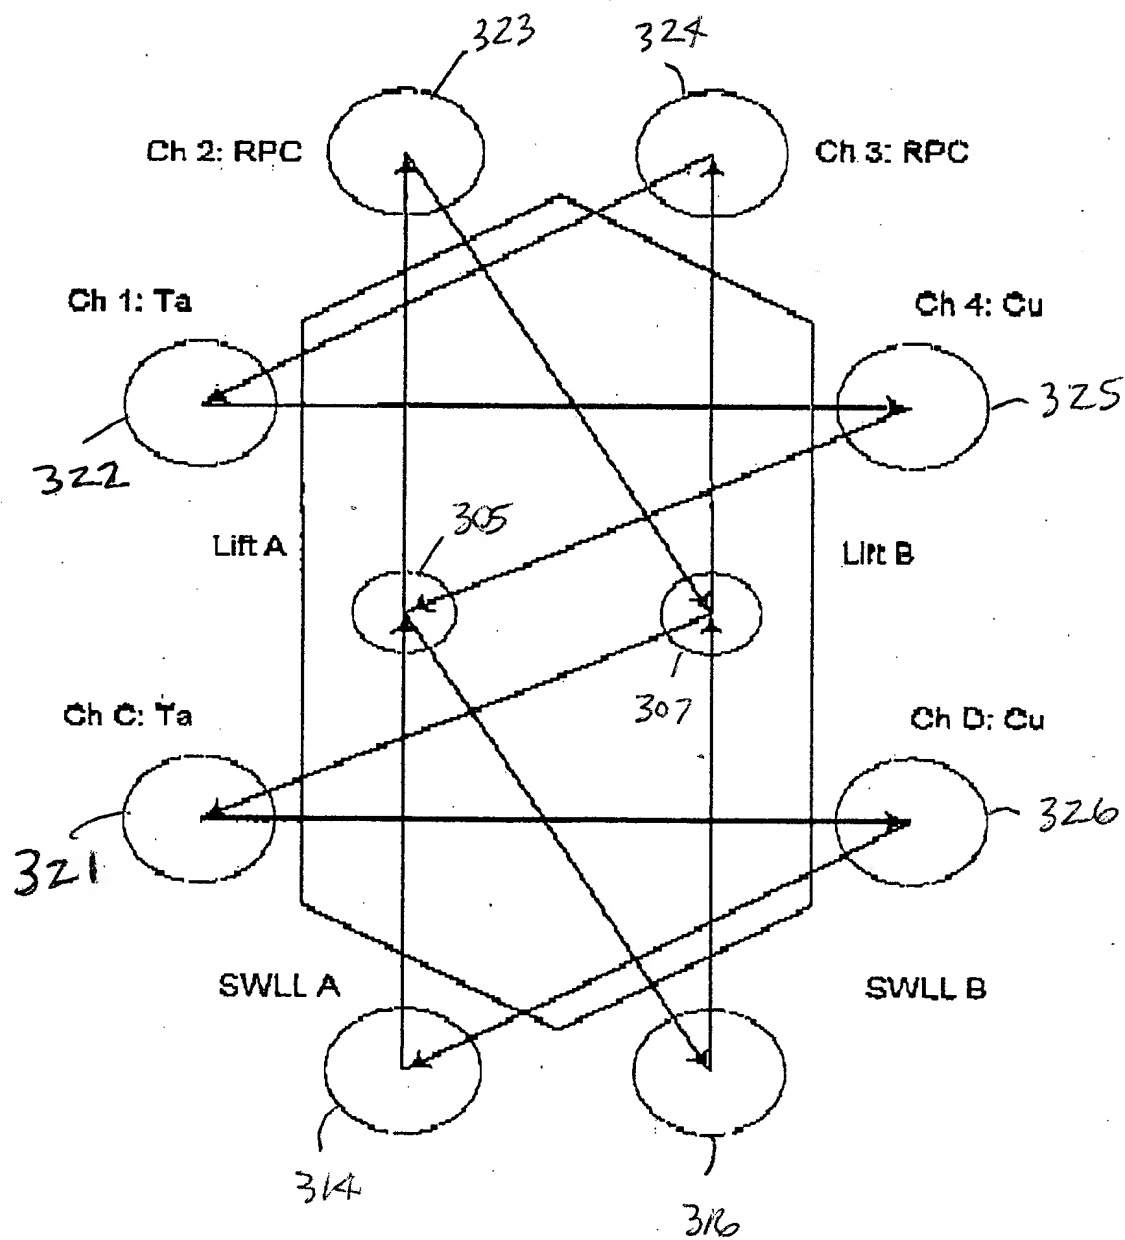 323
324
Ch 2: RPC
Ch 3: RPC
Ch 1: Ta
Ch 4: Cu
325
322
305
Lift A
Lift B
307
Ch C: Ta
Ch D: Cu
326
321
SWLL A
SWLL B
314
316